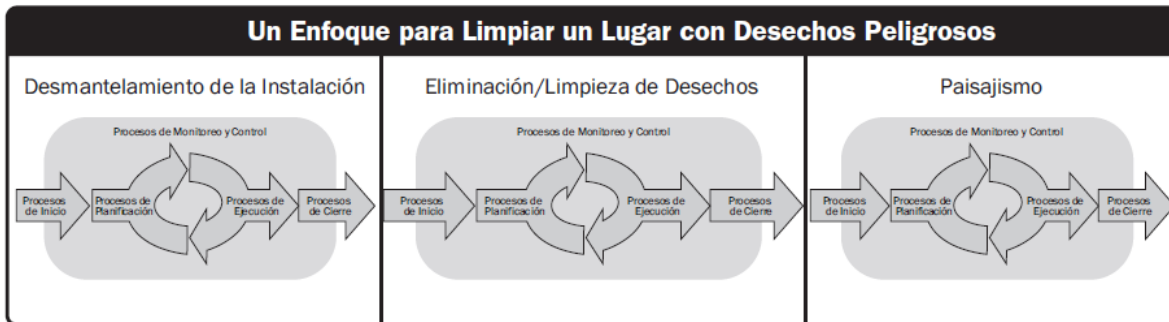 Un Enfoque para Limpiar un Lugar con Desechos Peligrosos
Desmantelamiento de la Instalación
Procesos de Monitoreo y Control
Procesos
de Inicio
Procesos de
Planificación
Procesos de
Ejecución
Procesos
de Cierre
Eliminación/Limpieza de Desechos
Procesos de Monitoreo y Control
Procesos
de Inicio
Procesos de
Planificación
Procesos de
Ejecución
Procesos
de Cierre
Paisajismo
Procesos de Monitoreo y Control
Procesos
de Inicio
Procesos de
Planificación
Procesos de
Ejecución
Procesos
de Cierre